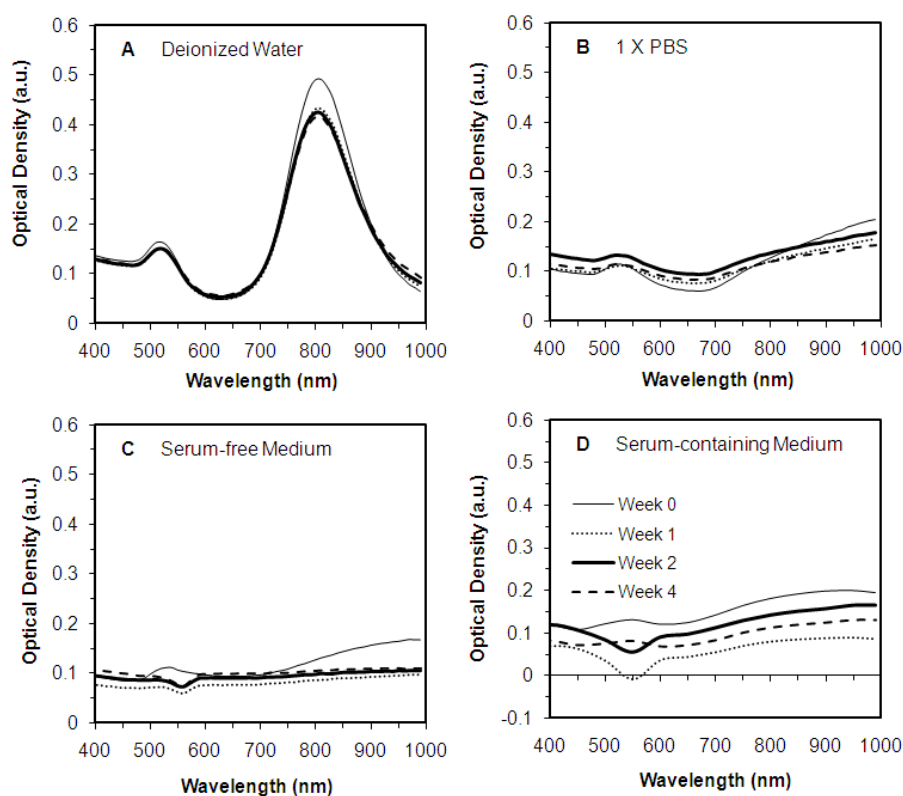 A Deionized Water
Optical Density (a.u.)
0.6
0.5
0.4
0.3
0.2
0.1
0
400 500 600 700 800 900 1000
Wavelength (nm)
B 1 X PBS
Optical Density (a.u.)
0.6
0.5
0.4
0.3
0.2
0.1
0
400 500 600 700 800 900 1000
Wavelength (nm)
C Serum-free Medium
Optical Density (a.u.)
0.6
0.5
0.4
0.3
0.2
0.1
0
400 500 600 700 800 900 1000
Wavelength (nm)
D Serum-containing Medium
Optical Density (a.u.)
0.6
0.5
0.4
0.3
0.2
0.1
0
-0.1
Week 0
Week 1
Week 2
Week 4
400 500 600 700 800 900 1000
Wavelength (nm)